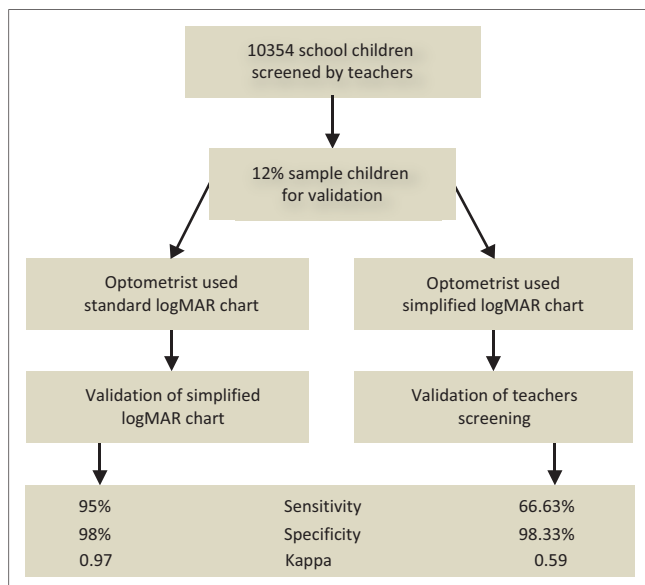 10354 school children
screened by teachers
12% sample children
for validation
Optometrist used
standard logMAR chart
Optometrist used
simplified logMAR chart
Validation of simplified
logMAR chart
Validation of teachers
screening
95% Sensitivity 66.63%
98% Specificity 98.33%
0.97 Kappa 0.59